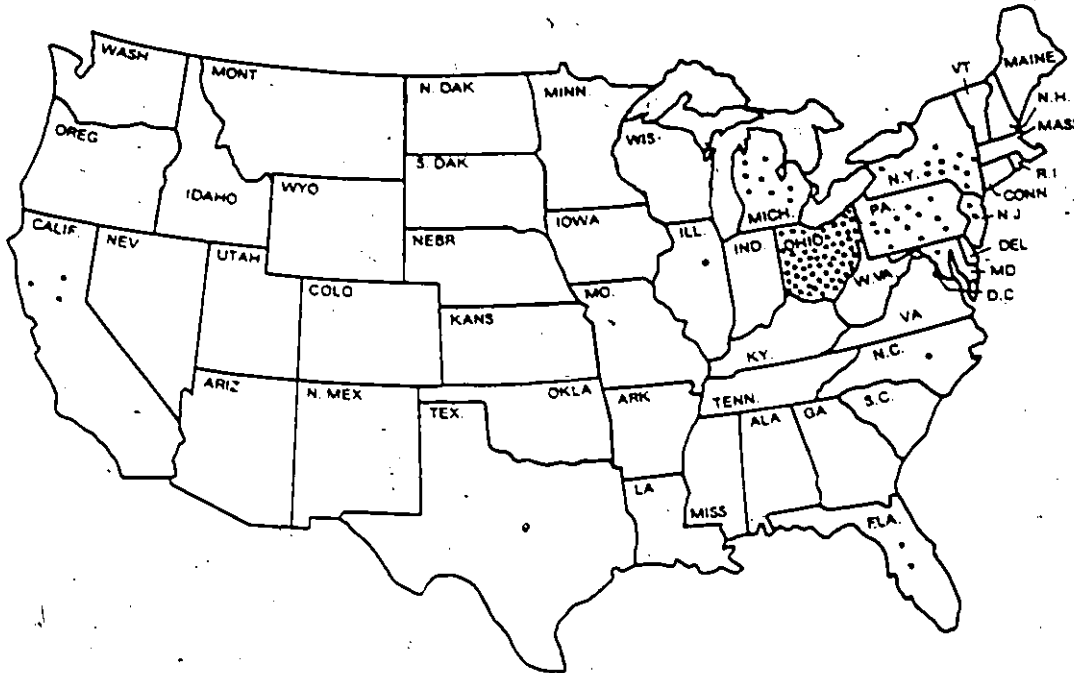 WASH
MONT
N. DAK
MINN.
VT
MAINE
N.H.
MASS
OREG
WIS.
S. DAK
R.I
IDAHO
WYO
N.Y.
CONN
MICH.
PA.
N J
CALIF.
NEV
UTAH
NEBR
IOWA
ILL.
IND.
OHIO
DEL
MD
W.VA
D.C
COLO
MO.
KANS
VA
KY.
N.C.
ARIZ
N. MEX
OKLA
ARK
TENN.
S.C.
TEX.
ALA
GA
LA
MISS
FLA.